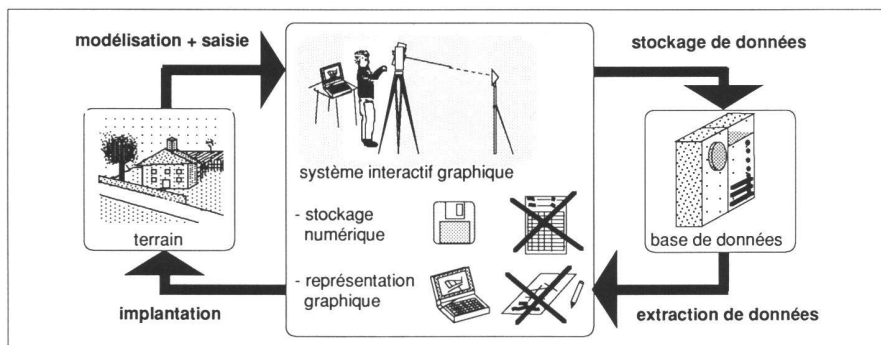 modélisation + saisie
stockage de données
système interactif graphique
- stockage
numérique
- représentation
graphique
terrain
base de données
implantation
extraction de données